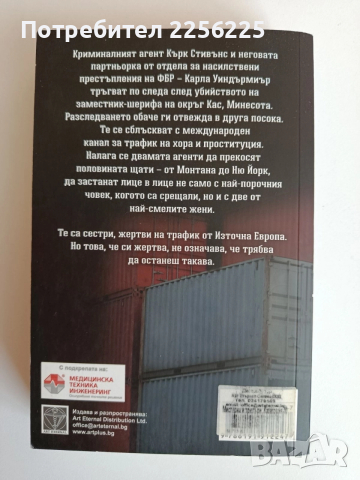 Продавач 2256225
Криминалният агент Кърк Стивънс и неговата
партньорка от отдела за насилствени
престъпления на ФБР – Карла Уиндърмиър
тръгват по следа след убийството на
заместник-шерифа на окръг Кас, Минесота.
Разследването обаче ги отвежда в друга посока.
Те се сблъскват с международен
канал за трафик на хора и проституция.
Налага се двамата агенти да прекосят
половината щати – от Монтана до Ню Йорк,
да застанат лице в лице не само с най-порочния
човек, когото са срещали, но и с две от
най-смелите жени.
Те са сестри, жертви на трафик от Източна Европа.
Но това, че си жертва, не означава, че трябва
да останеш такава.
С подкрепата на:
МЕДИЦИНСКА
ТЕХНИКА
ИНЖЕНЕРИНГ
Издава и разпространява:
Art Eternal Distribution Ltd.
office@arteternal.bg
www.artplus.bg
bazar